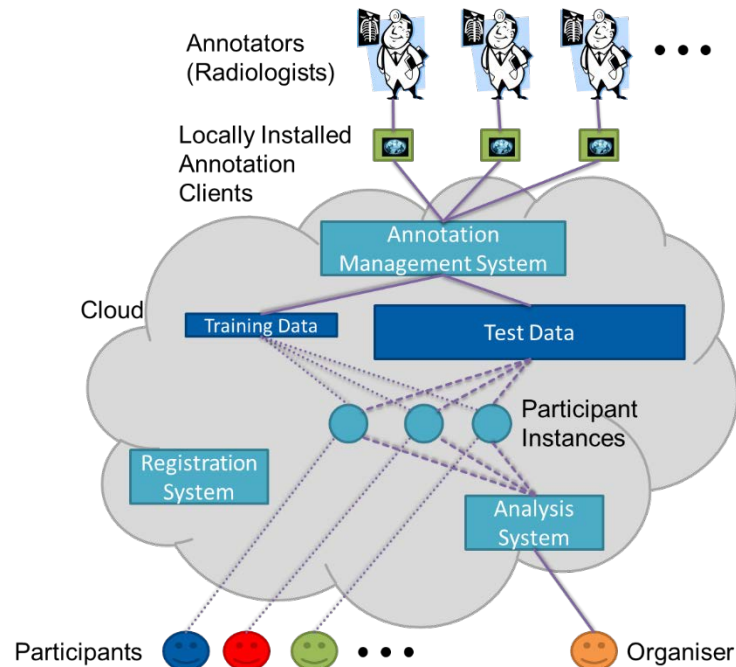 Annotators
(Radiologists)
Locally Installed
Annotation
Clients
Annotation
Management System
Cloud
Training Data
Test Data
Participant
Instances
Registration
System
Analysis
System
Participants
Organiser